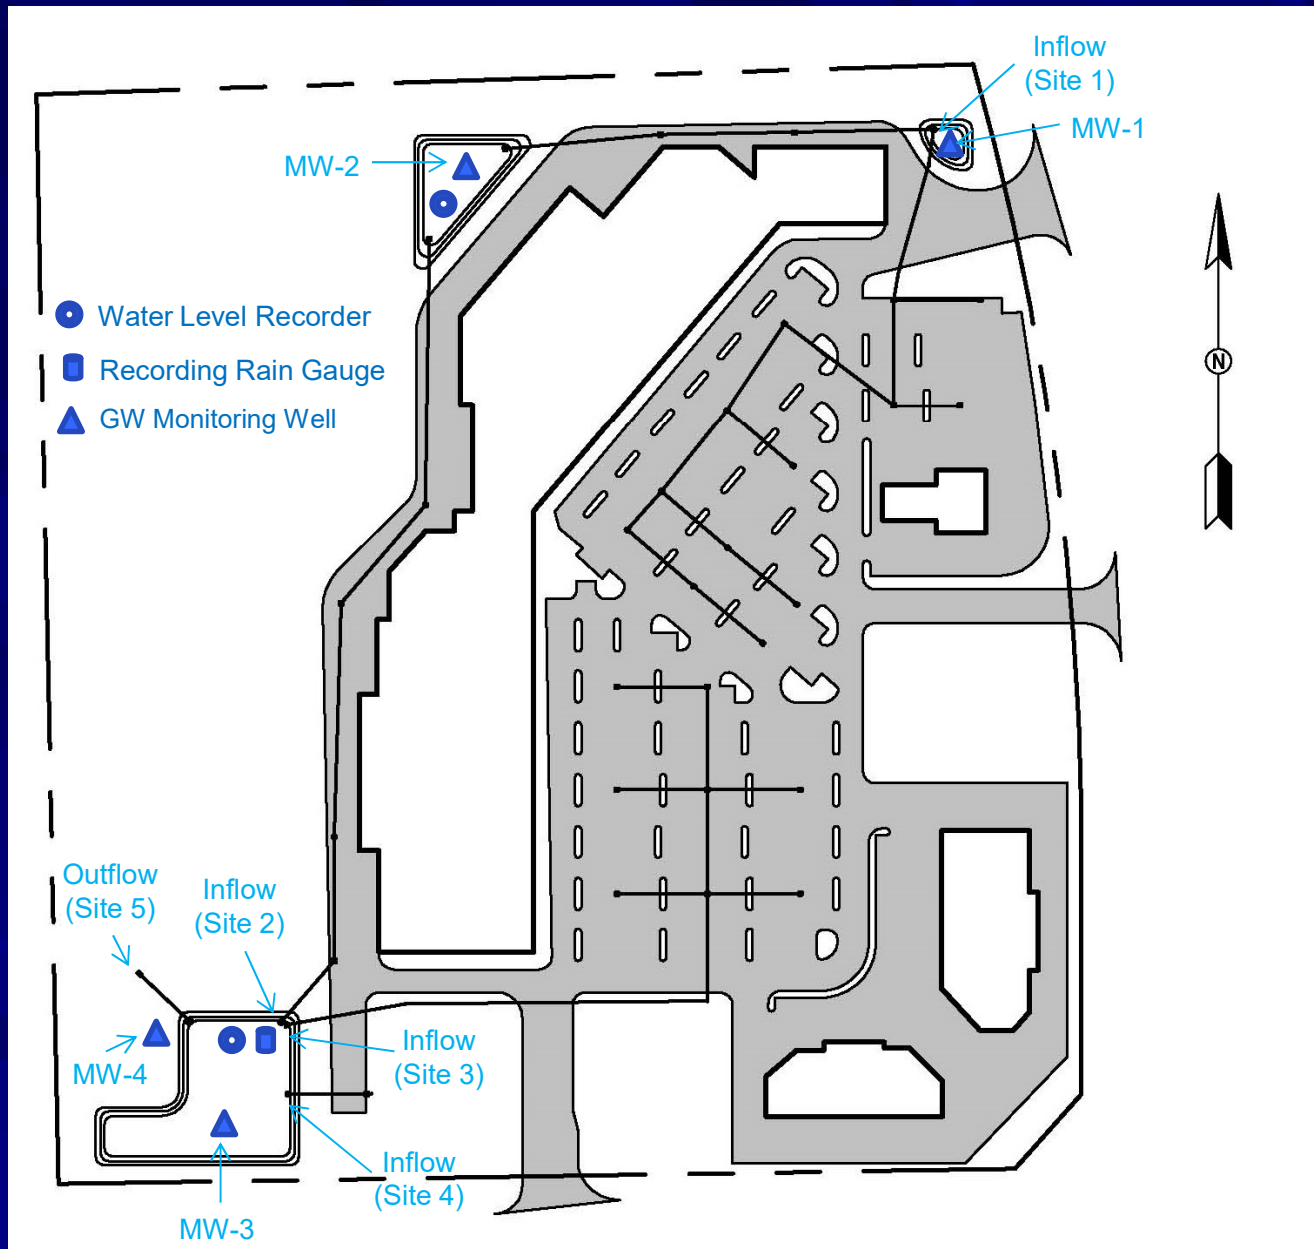 Inflow
(Site 1)
MW-1
MW-2
Water Level Recorder
Recording Rain Gauge
GW Monitoring Well
N
Outflow
(Site 5)
Inflow
(Site 2)
MW-4
Inflow
(Site 3)
Inflow
(Site 4)
MW-3